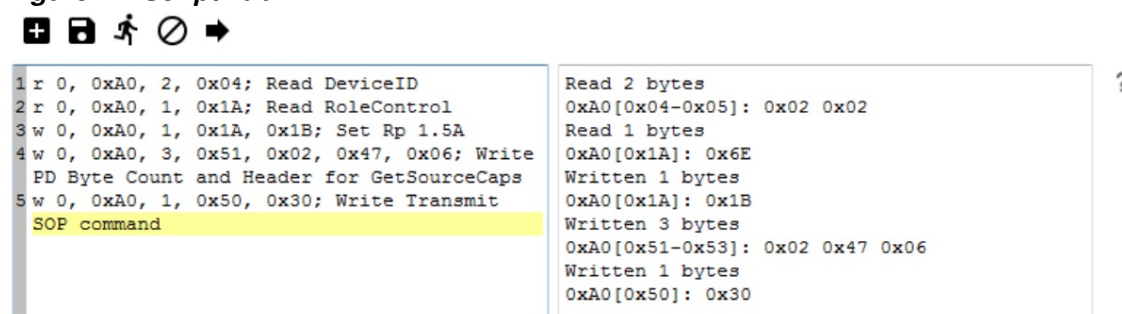 1 r 0, 0xA0, 2, 0x04; Read DeviceID
2 r 0, 0xA0, 1, 0x1A; Read RoleControl
3 w 0, 0xA0, 1, 0x1A, 0x1B; Set Rp 1.5A
4 w 0, 0xA0, 3, 0x51, 0x02, 0x47, 0x06; Write
PD Byte Count and Header for GetSourceCaps
5 w 0, 0xA0, 1, 0x50, 0x30; Write Transmit
SOP command
Read 2 bytes
0xA0[0x04-0x05]: 0x02 0x02
Read 1 bytes
0xA0[0x1A]: 0x6E
Written 1 bytes
0xA0[0x1A]: 0x1B
Written 3 bytes
0xA0[0x51-0x53]: 0x02 0x47 0x06
Written 1 bytes
0xA0[0x50]: 0x30
?